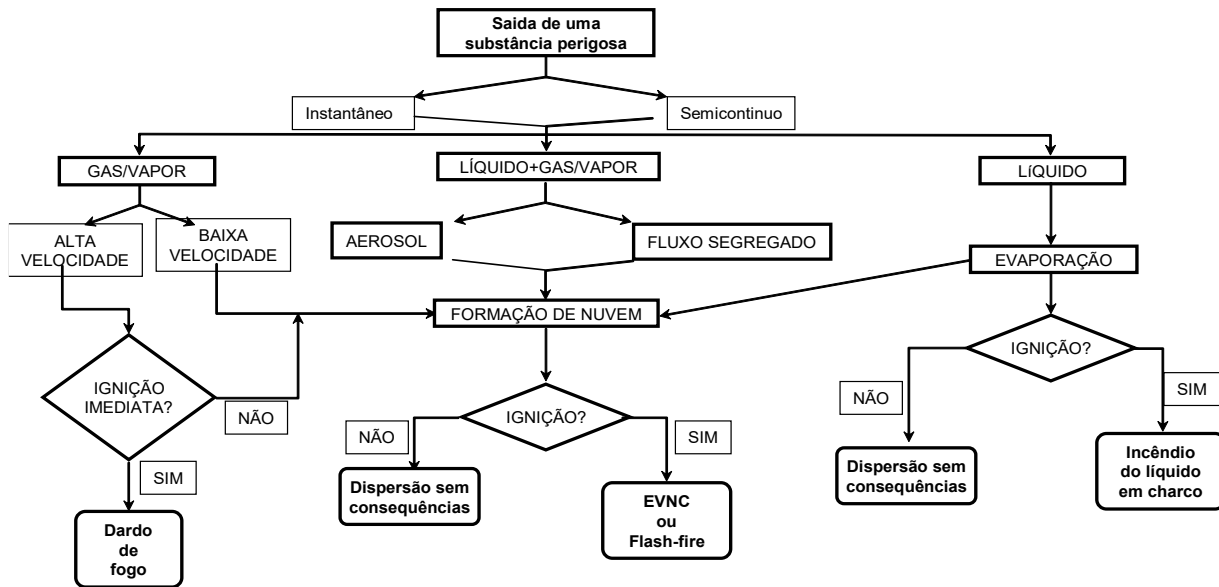 Saida de uma
substância perigosa
Instantâneo
Semicontinuo
GAS/VAPOR
LÍQUIDO+GAS/VAPOR
LíQUIDO
ALTA
VELOCIDADE
BAIXA
VELOCIDADE
AEROSOL
FLUXO SEGREGADO
EVAPORAÇÃO
FORMAÇÃO DE NUVEM
IGNIÇÃO?
IGNIÇÃO
IMEDIATA?
NÃO
IGNIÇÃO?
NÃO
SIM
NÃO
SIM
SIM
Dispersão sem
consequências
EVNC
ou
Flash-fire
Dispersão sem
consequências
Incêndio
do líquido
em charco
Dardo
de
fogo